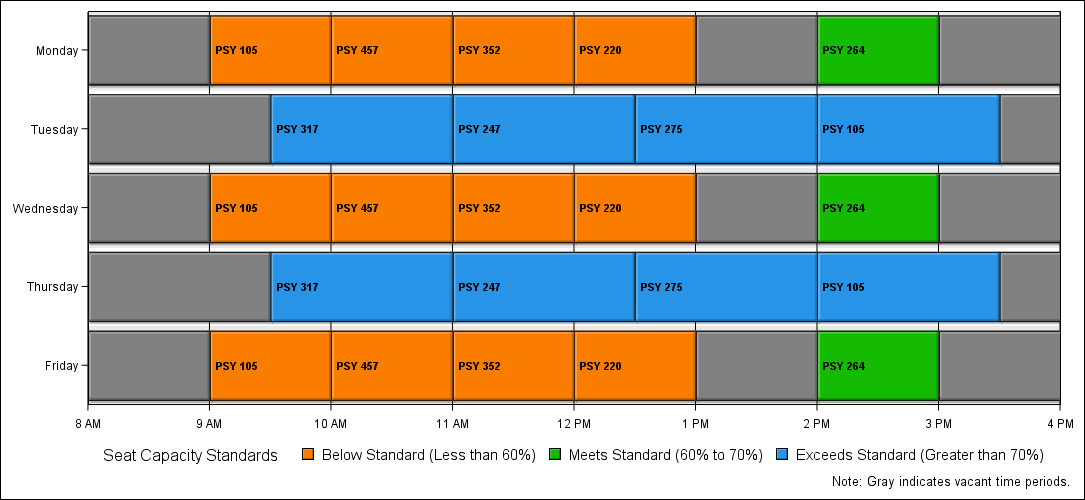 Monday PSY 105 PSY 457 PSY 352 PSY 220 PSY 264
Tuesday PSY 317 PSY 247 PSY 275 PSY 105
Wednesday PSY 105 PSY 457 PSY 352 PSY 220 PSY 264
Thursday PSY 317 PSY 247 PSY 275 PSY 105
Friday PSY 105 PSY 457 PSY 352 PSY 220 PSY 264
8 AM 9 AM 10 AM 11 AM 12 PM 1 PM 2 PM 3 PM 4 PM
Seat Capacity Standards Below Standard (Less than 60%) Meets Standard (60% to 70%) Exceeds Standard (Greater than 70%)
Note: Gray indicates vacant time periods.